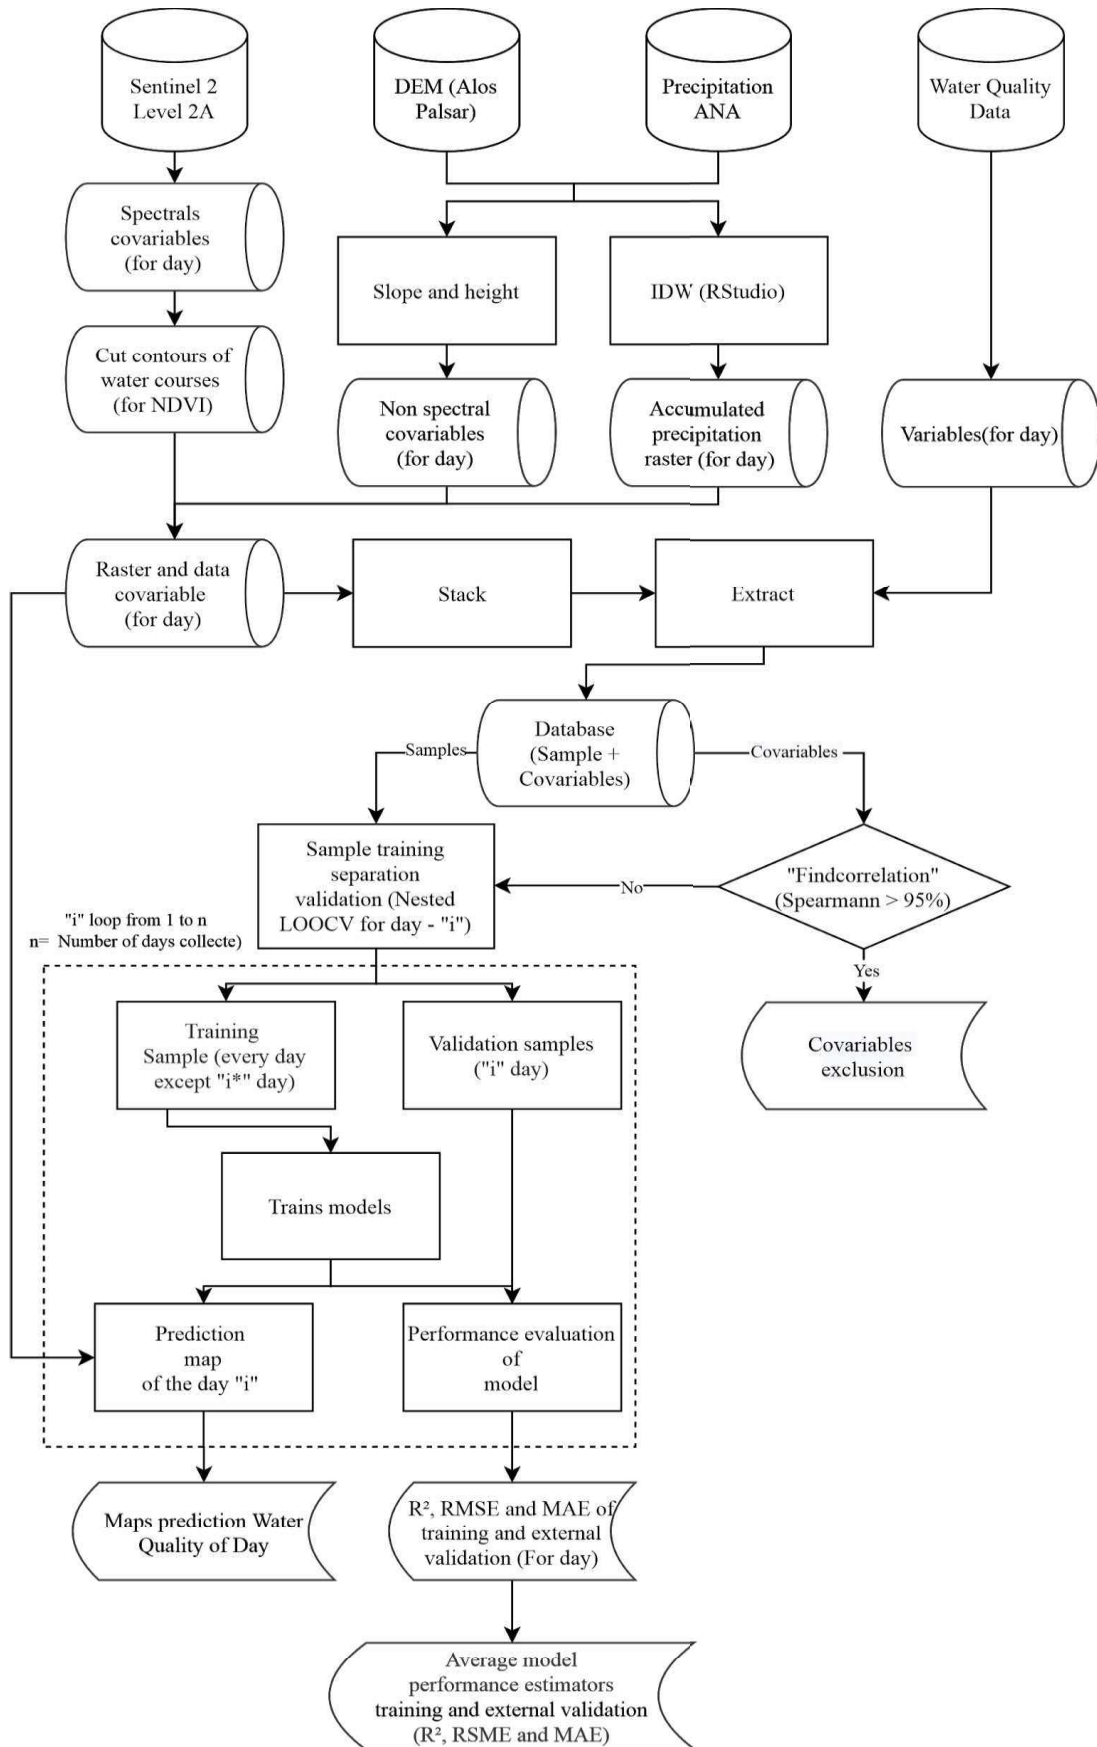 Sentinel 2
Level 2A
DEM (Alos
Palsar)
Precipitation
ANA
Water Quality
Data
Spectrals
covariables
(for day)
Slope and height
IDW (RStudio)
Cut contours of
water courses
(for NDVI)
Non spectral
covariables
(for day)
Accumulated
precipitation
raster (for day)
Variables(for day)
Raster and data
covariable
(for day)
Stack
Extract
Database
(Sample +
Covariables)
Samples
Covariables
Sample training
separation
validation (Nested
LOOCV for day - "i")
No
"Findcorrelation"
(Spearmann > 95%)
"i" loop from 1 to n
n= Number of days collecte)
Yes
Training
Sample (every day
except "i*" day)
Validation samples
("i" day)
Covariables
exclusion
Trains models
Prediction
map
of the day "i"
Performance evaluation
of
model
Maps prediction Water
Quality of Day
R², RMSE and MAE of
training and external
validation (For day)
Average model
performance estimators
training and external validation
(R², RSME and MAE)